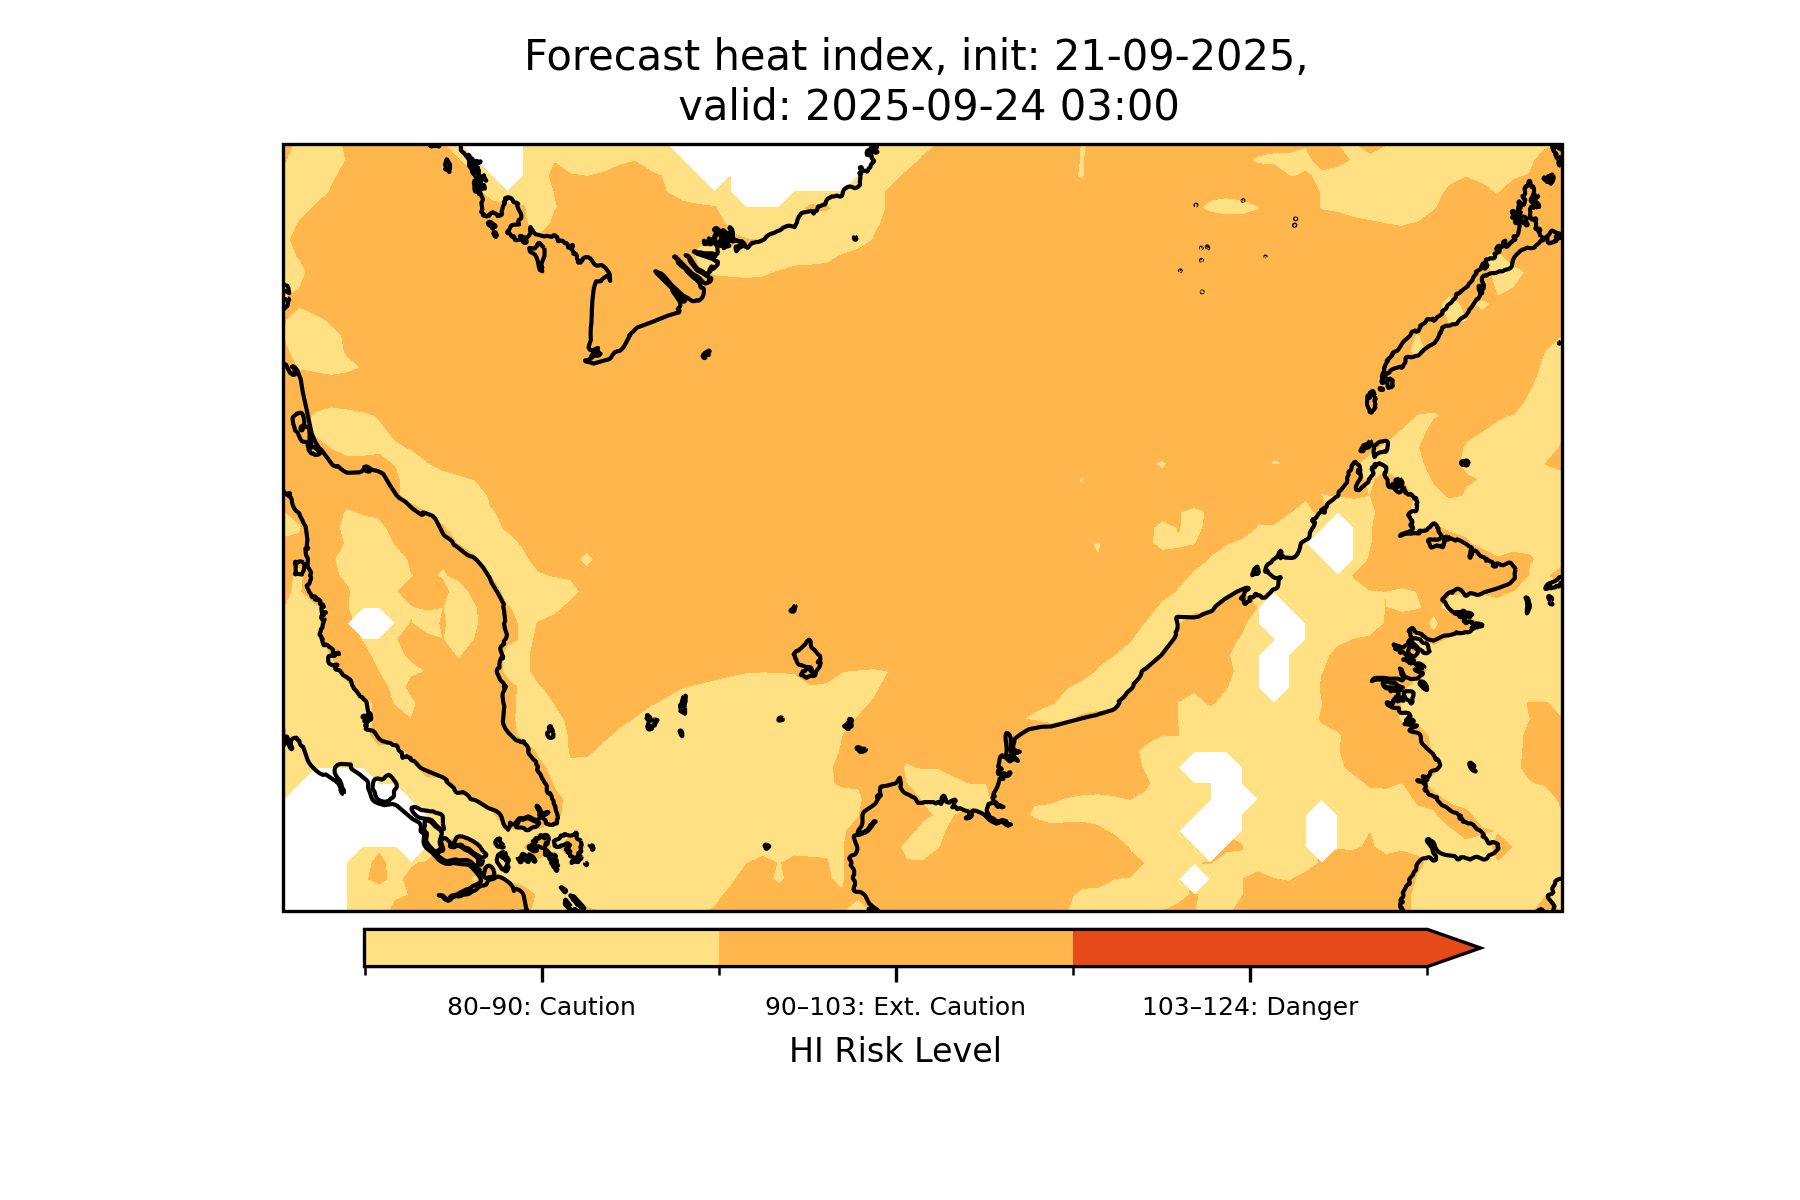 Forecast heat index, init: 21-09-2025,
valid: 2025-09-24 03:00
80–90: Caution
90–103: Ext. Caution
103–124: Danger
HI Risk Level